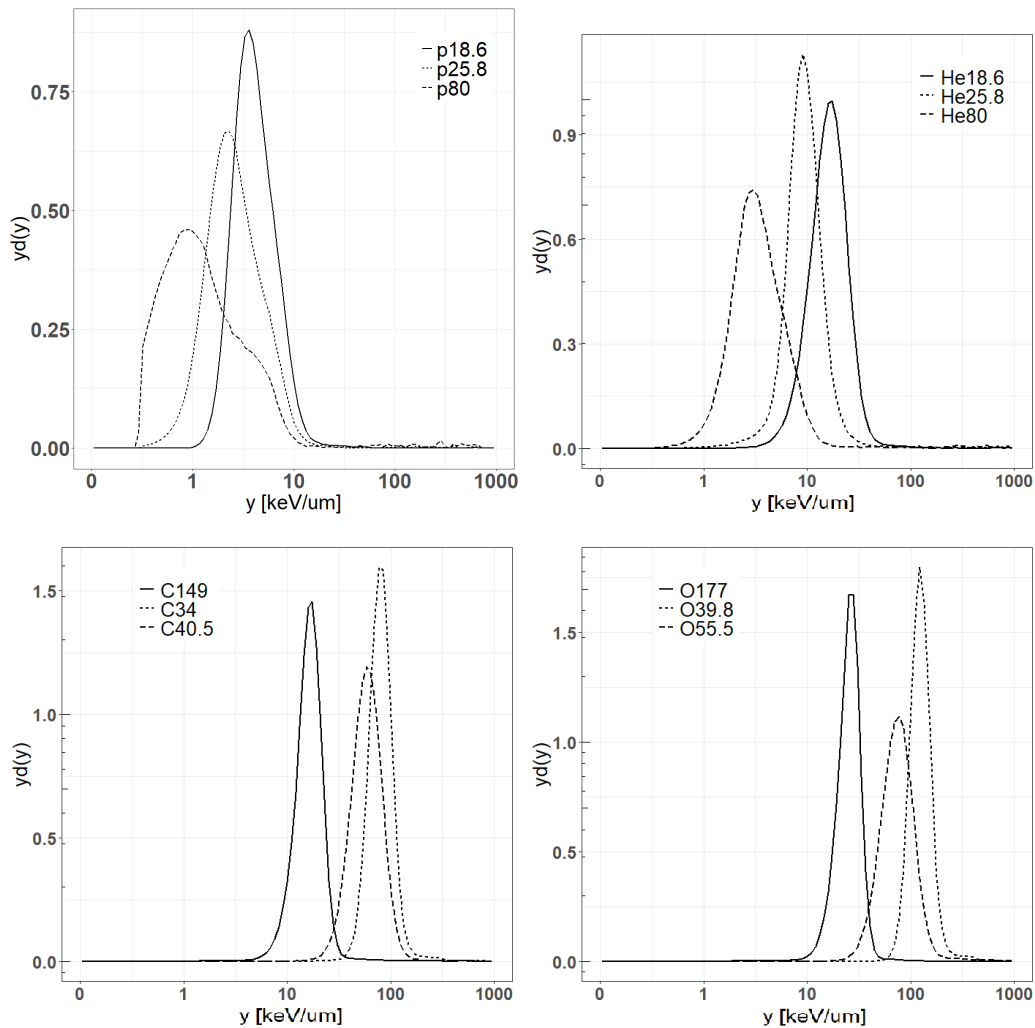 yd(y)
0.75
0.50
0.25
0.00
p18.6
p25.8
p80
0 1 10 100 1000
y [keV/um]
yd(y)
0.9
0.6
0.3
0.0
He18.6
He25.8
He80
0 1 10 100 1000
y [keV/um]
yd(y)
1.5
1.0
0.5
0.0
C149
C34
C40.5
0 1 10 100 1000
y [keV/um]
yd(y)
1.5
1.0
0.5
0.0
O177
O39.8
O55.5
0 1 10 100 1000
y [keV/um]